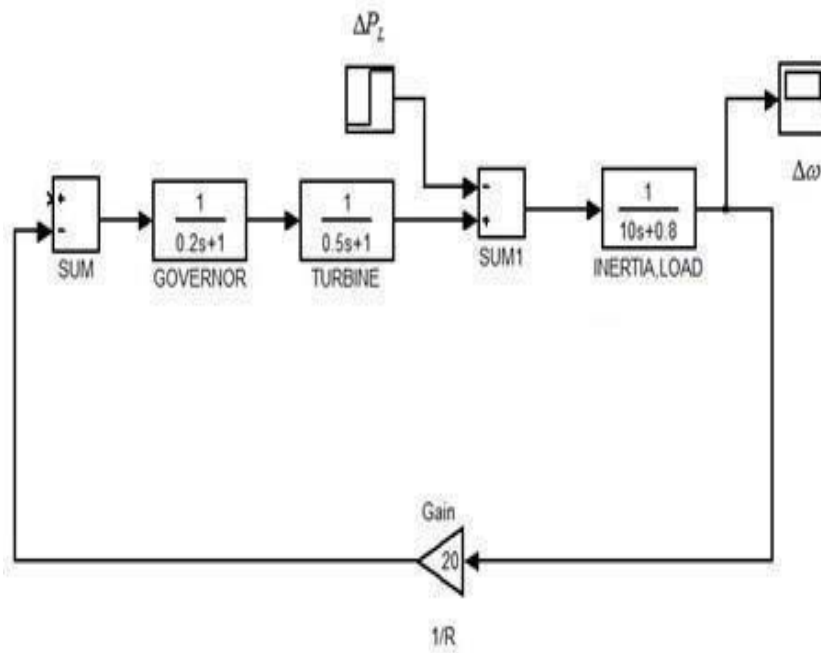 ΔP_L
Δω
+
-
SUM
1
0.2s+1
GOVERNOR
1
0.5s+1
TURBINE
-
+
SUM1
1
10s+0.8
INERTIA,LOAD
Gain
20
1/R